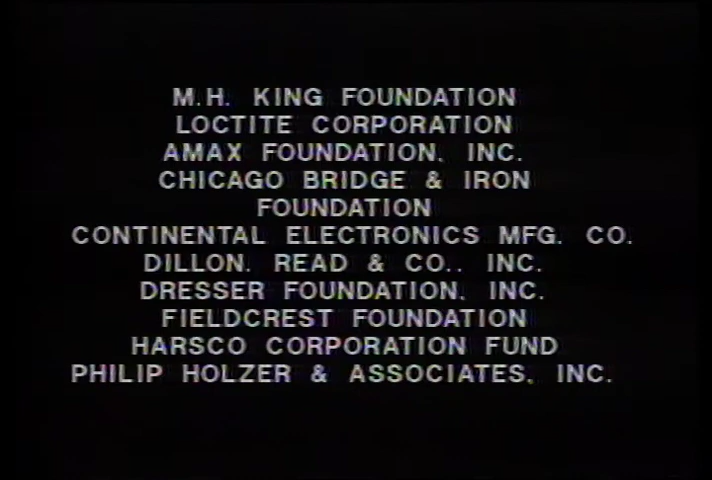 M.H. KING FOUNDATION
LOCTITE CORPORATION
AMAX FOUNDATION, INC.
CHICAGO BRIDGE & IRON
FOUNDATION
CONTINENTAL ELECTRONICS MFG. CO.
DILLON, READ & CO., INC.
DRESSER FOUNDATION, INC.
FIELDCREST FOUNDATION
HARSCO CORPORATION FUND
PHILIP HOLZER & ASSOCIATES, INC.